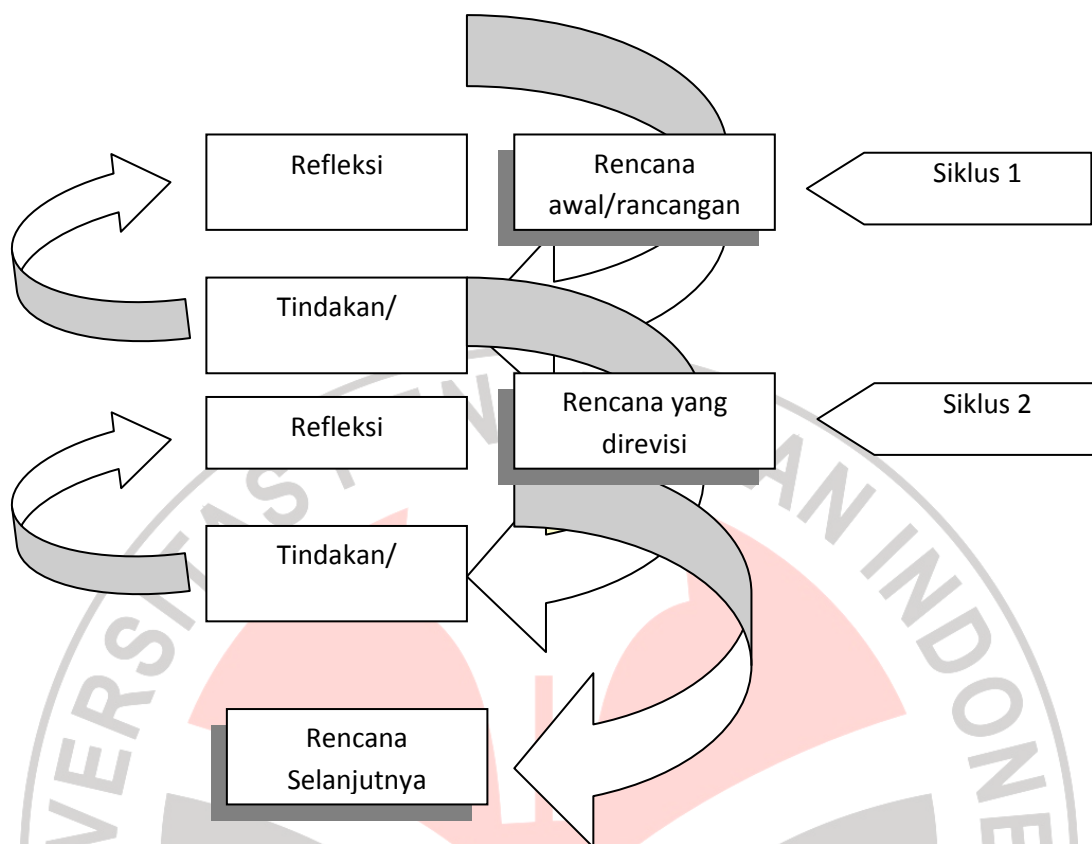 Refleksi
Rencana
awal/rancangan
Siklus 1
Tindakan/
Refleksi
Rencana yang
direvisi
Siklus 2
Tindakan/
Rencana
Selanjutnya